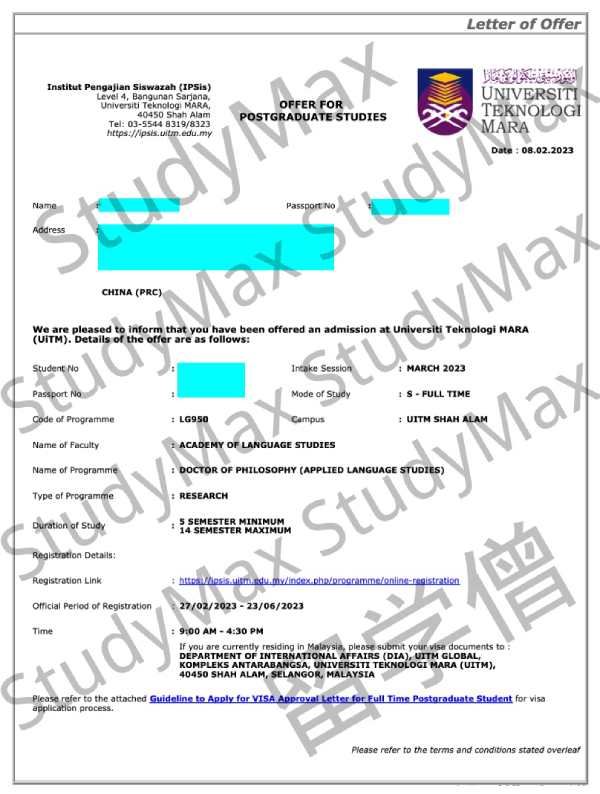 Letter of Offer
Institut Pengajian Siswazah (IPSis)
Level 4, Bangunan Sarjana,
Universiti Teknologi MARA,
40450 Shah Alam
Tel: 03-5544 8319/8323
https://ipsis.uitm.edu.my
OFFER FOR
POSTGRADUATE STUDIES
UNIVERSITI
TEKNOLOGI
MARA
Date : 08.02.2023
Name :
Passport No :
Address :
CHINA (PRC)
We are pleased to inform that you have been offered an admission at Universiti Teknologi MARA
(UiTM). Details of the offer are as follows:
Student No :
Intake Session : MARCH 2023
Passport No :
Mode of Study : S - FULL TIME
Code of Programme : LG950
Campus : UITM SHAH ALAM
Name of Faculty : ACADEMY OF LANGUAGE STUDIES
Name of Programme : DOCTOR OF PHILOSOPHY (APPLIED LANGUAGE STUDIES)
Type of Programme : RESEARCH
Duration of Study : 5 SEMESTER MINIMUM
14 SEMESTER MAXIMUM
Registration Details:
Registration Link : https://ipsis.uitm.edu.my/index.php/programme/online-registration
Official Period of Registration : 27/02/2023 - 23/06/2023
Time : 9:00 AM - 4:30 PM
If you are currently residing in Malaysia, please submit your visa documents to :
DEPARTMENT OF INTERNATIONAL AFFAIRS (DIA), UITM GLOBAL,
KOMPLEKS ANTARABANGSA, UNIVERSITI TEKNOLOGI MARA (UITM),
40450 SHAH ALAM, SELANGOR, MALAYSIA
Please refer to the attached Guideline to Apply for VISA Approval Letter for Full Time Postgraduate Student for visa
application process.
Please refer to the terms and conditions stated overleaf
StudyMax StudyMax
StudyMax StudyMax
StudyMax StudyMax
StudyMax
留学僧